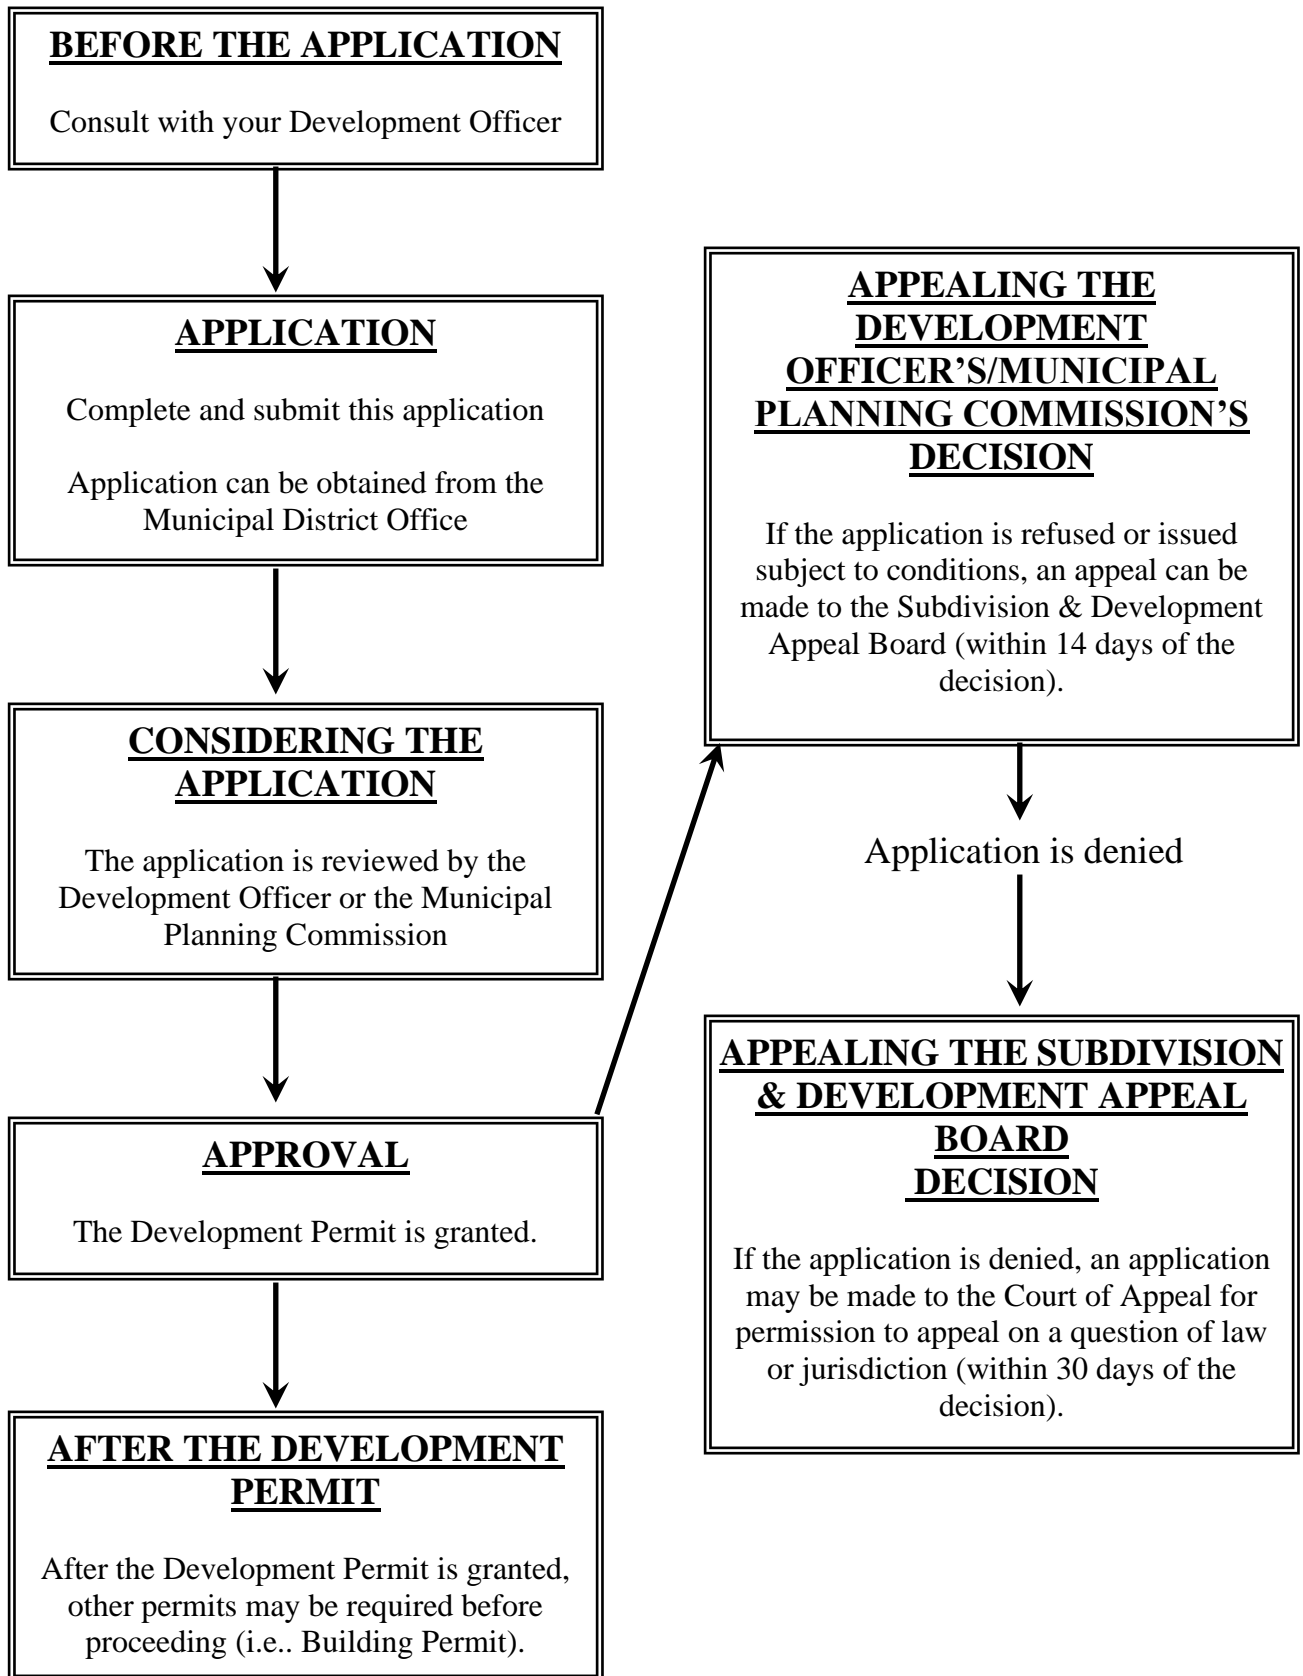 BEFORE THE APPLICATION
Consult with your Development Officer
APPLICATION
Complete and submit this application
Application can be obtained from the
Municipal District Office
CONSIDERING THE
APPLICATION
The application is reviewed by the
Development Officer or the Municipal
Planning Commission
APPROVAL
The Development Permit is granted.
AFTER THE DEVELOPMENT
PERMIT
After the Development Permit is granted,
other permits may be required before
proceeding (i.e.. Building Permit).
APPEALING THE
DEVELOPMENT
OFFICER’S/MUNICIPAL
PLANNING COMMISSION’S
DECISION
If the application is refused or issued
subject to conditions, an appeal can be
made to the Subdivision & Development
Appeal Board (within 14 days of the
decision).
Application is denied
APPEALING THE SUBDIVISION
& DEVELOPMENT APPEAL
BOARD
DECISION
If the application is denied, an application
may be made to the Court of Appeal for
permission to appeal on a question of law
or jurisdiction (within 30 days of the
decision).